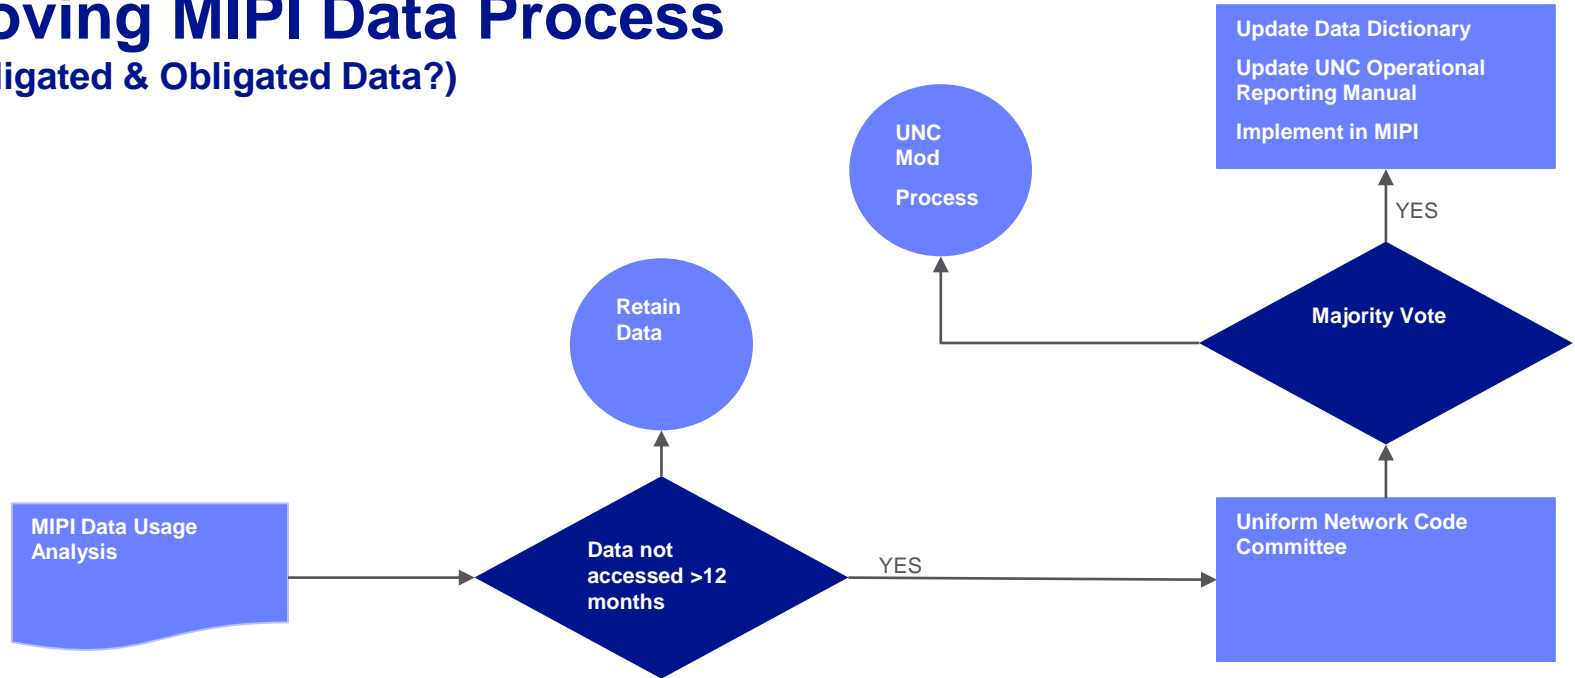 oving MIPI Data Process
ligated & Obligated Data?)
Update Data Dictionary
Update UNC Operational
Reporting Manual
Implement in MIPI
UNC
Mod
Process
YES
Retain
Data
Majority Vote
MIPI Data Usage
Analysis
Data not
accessed >12
months
YES
Uniform Network Code
Committee